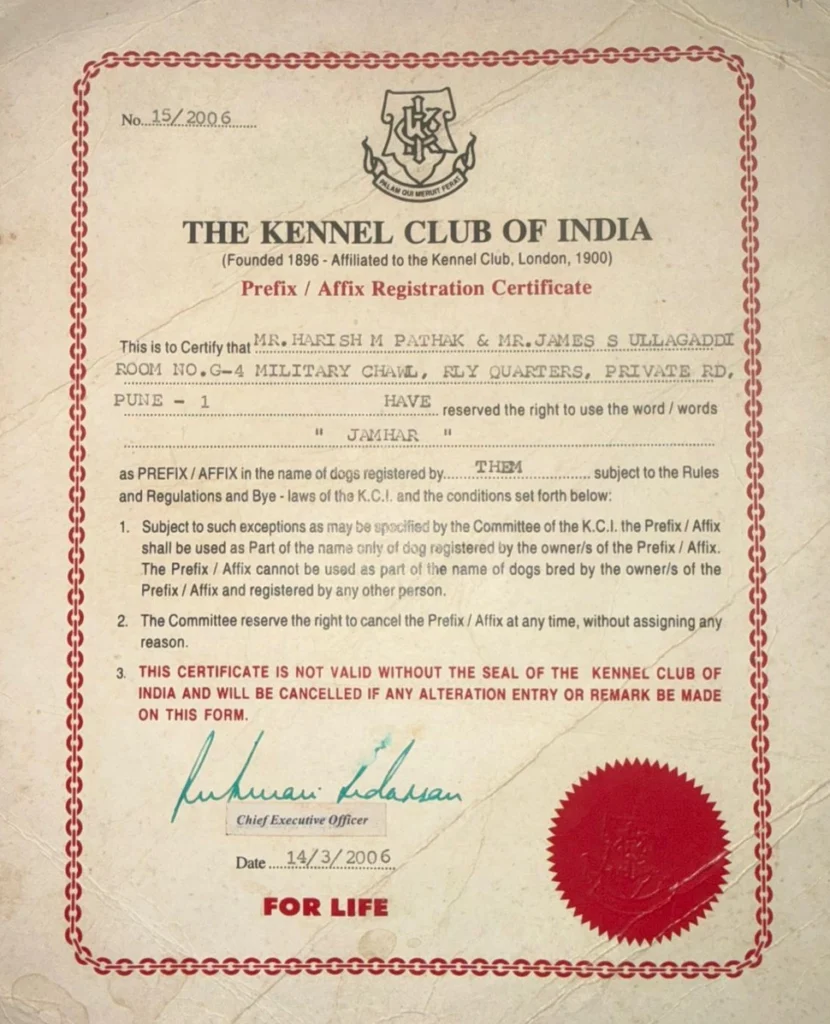 No. 15/2006
PALAM QUI MERUIT FERAT
THE KENNEL CLUB OF INDIA
(Founded 1896 - Affiliated to the Kennel Club, London, 1900)
Prefix / Affix Registration Certificate
This is to Certify that MR.HARISH M PATHAK & MR.JAMES S ULLAGADDI
ROOM NO.G-4 MILITARY CHAWL, RLY QUARTERS, PRIVATE RD,
PUNE - 1 HAVE reserved the right to use the word / words
" JAMHAR "
as PREFIX / AFFIX in the name of dogs registered by THEM subject to the Rules
and Regulations and Bye - laws of the K.C.I. and the conditions set forth below:
1. Subject to such exceptions as may be specified by the Committee of the K.C.I. the Prefix / Affix
shall be used as Part of the name only of dog registered by the owner/s of the Prefix / Affix.
The Prefix / Affix cannot be used as part of the name of dogs bred by the owner/s of the
Prefix / Affix and registered by any other person.
2. The Committee reserve the right to cancel the Prefix / Affix at any time, without assigning any
reason.
3. THIS CERTIFICATE IS NOT VALID WITHOUT THE SEAL OF THE KENNEL CLUB OF
INDIA AND WILL BE CANCELLED IF ANY ALTERATION ENTRY OR REMARK BE MADE
ON THIS FORM.
Chief Executive Officer
Date 14/3/2006
FOR LIFE